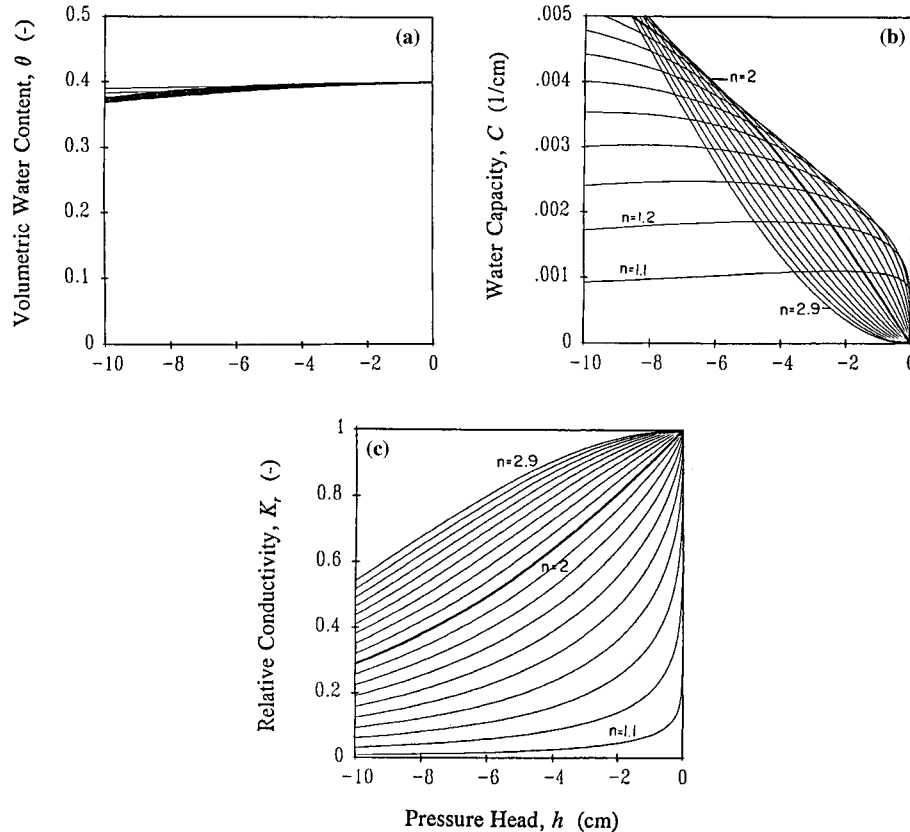 (a)
Volumetric Water Content, θ (-)
0.5
0.4
0.3
0.2
0.1
0
-10 -8 -6 -4 -2 0
(b)
Water Capacity, C (1/cm)
.005
.004
.003
.002
.001
0
n=2
n=1.2
n=1.1
n=2.9
-10 -8 -6 -4 -2 0
(c)
Relative Conductivity, Kᵣ (-)
1
0.8
0.6
0.4
0.2
0
n=2.9
n=2
n=1.1
-10 -8 -6 -4 -2 0
Pressure Head, h (cm)